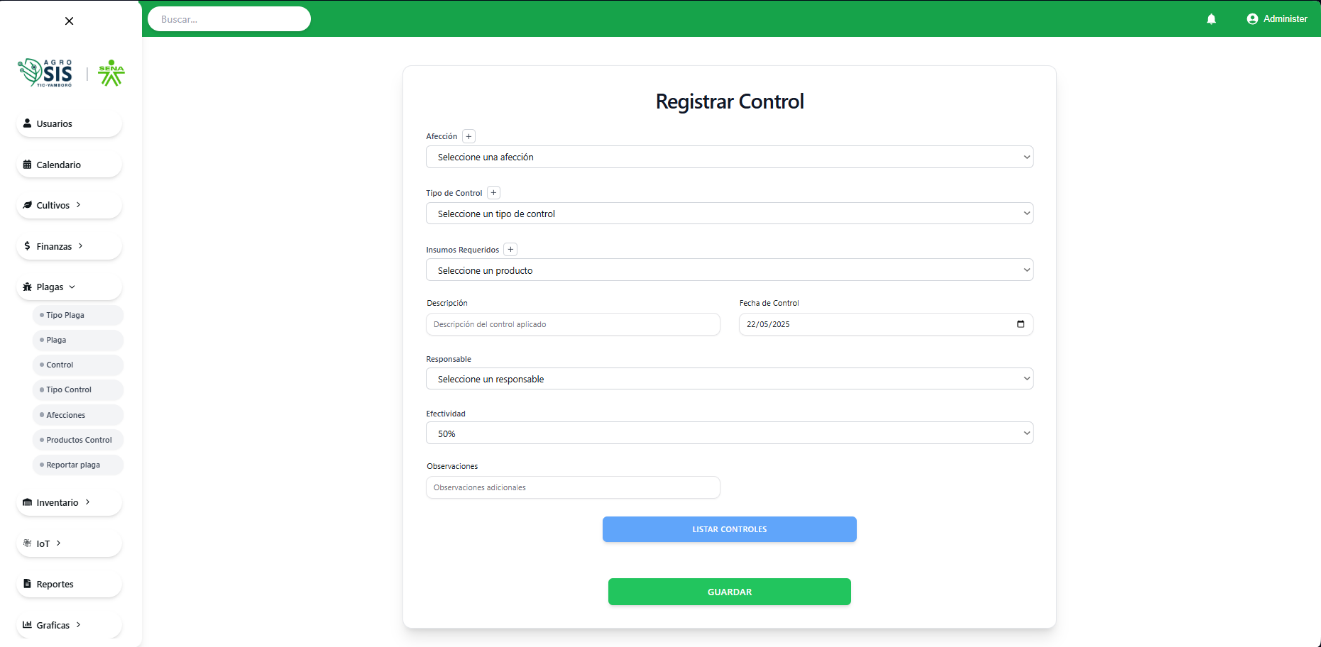 Buscar...
Administer
AGRO
SIS
TIC-YAMBORO
SENA
Usuarios
Calendario
Cultivos
Finanzas
Plagas
Tipo Plaga
Plaga
Control
Tipo Control
Afecciones
Productos Control
Reportar plaga
Inventario
IoT
Reportes
Graficas
Registrar Control
Afección +
Seleccione una afección
Tipo de Control +
Seleccione un tipo de control
Insumos Requeridos +
Seleccione un producto
Descripción
Fecha de Control
Descripción del control aplicado
22/05/2025
Responsable
Seleccione un responsable
Efectividad
50%
Observaciones
Observaciones adicionales
LISTAR CONTROLES
GUARDAR